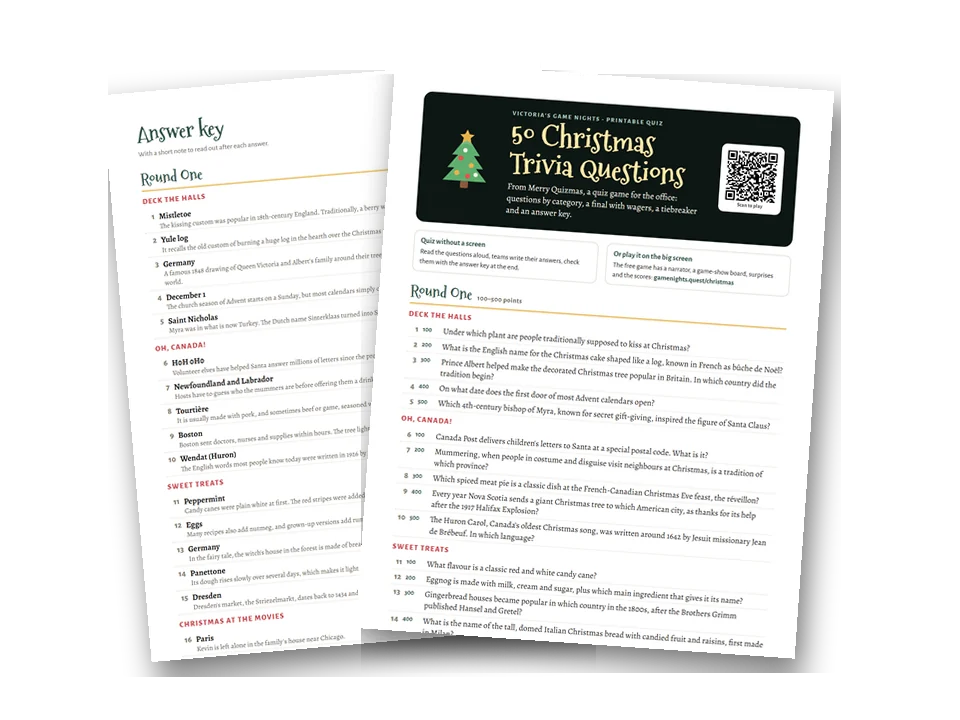 Answer key
With a short note to read out after each answer.
Round One
DECK THE HALLS
1 Mistletoe
The kissing custom was popular in 18th-century England. Traditionally, a berry w
2 Yule log
It recalls the old custom of burning a huge log in the hearth over the Christmas
3 Germany
A famous 1848 drawing of Queen Victoria and Albert's family around their tree
world.
4 December 1
The church season of Advent starts on a Sunday, but most calendars simply
5 Saint Nicholas
Myra was in what is now Turkey. The Dutch name Sinterklaas turned into S
OH, CANADA!
6 H0H 0H0
Volunteer elves have helped Santa answer millions of letters since the
7 Newfoundland and Labrador
Hosts have to guess who the mummers are before offering them a drink
8 Tourtière
It is usually made with pork, and sometimes beef or game, seasoned
9 Boston
Boston sent doctors, nurses and supplies within hours. The tree
10 Wendat (Huron)
The English words most people know today were written in 1926 by
SWEET TREATS
11 Peppermint
Candy canes were plain white at first. The red stripes were added
12 Eggs
Many recipes also add nutmeg, and grown-up versions add rum
13 Germany
In the fairy tale, the witch's house in the forest is made of
14 Panettone
Its dough rises slowly over several days, which makes it light
15 Dresden
Dresden's market, the Striezelmarkt, dates back to 1434 and
CHRISTMAS AT THE MOVIES
16 Paris
Kevin is left alone in the family's house near Chicago.
VICTORIA'S GAME NIGHTS · PRINTABLE QUIZ
50 Christmas
Trivia Questions
From Merry Quizmas, a quiz game for the office:
questions by category, a final with wagers, a tiebreaker
and an answer key.
Scan to play
Quiz without a screen
Read the questions aloud, teams write their answers, check
them with the answer key at the end.
Or play it on the big screen
The free game has a narrator, a game-show board, surprises
and the scores: gamenights.quest/christmas
Round One 100–500 points
DECK THE HALLS
1 100 Under which plant are people traditionally supposed to kiss at Christmas?
2 200 What is the English name for the Christmas cake shaped like a log, known in French as bûche de Noël?
3 300 Prince Albert helped make the decorated Christmas tree popular in Britain. In which country did the
tradition begin?
4 400 On what date does the first door of most Advent calendars open?
5 500 Which 4th-century bishop of Myra, known for secret gift-giving, inspired the figure of Santa Claus?
OH, CANADA!
6 100 Canada Post delivers children's letters to Santa at a special postal code. What is it?
7 200 Mummering, when people in costume and disguise visit neighbours at Christmas, is a tradition of
which province?
8 300 Which spiced meat pie is a classic dish at the French-Canadian Christmas Eve feast, the réveillon?
9 400 Every year Nova Scotia sends a giant Christmas tree to which American city, as thanks for its help
after the 1917 Halifax Explosion?
10 500 The Huron Carol, Canada's oldest Christmas song, was written around 1642 by Jesuit missionary Jean
de Brébeuf. In which language?
SWEET TREATS
11 100 What flavour is a classic red and white candy cane?
12 200 Eggnog is made with milk, cream and sugar, plus which main ingredient that gives it its name?
13 300 Gingerbread houses became popular in which country in the 1800s, after the Brothers Grimm
published Hansel and Gretel?
14 400 What is the name of the tall, domed Italian Christmas bread with candied fruit and raisins, first made
in Milan?